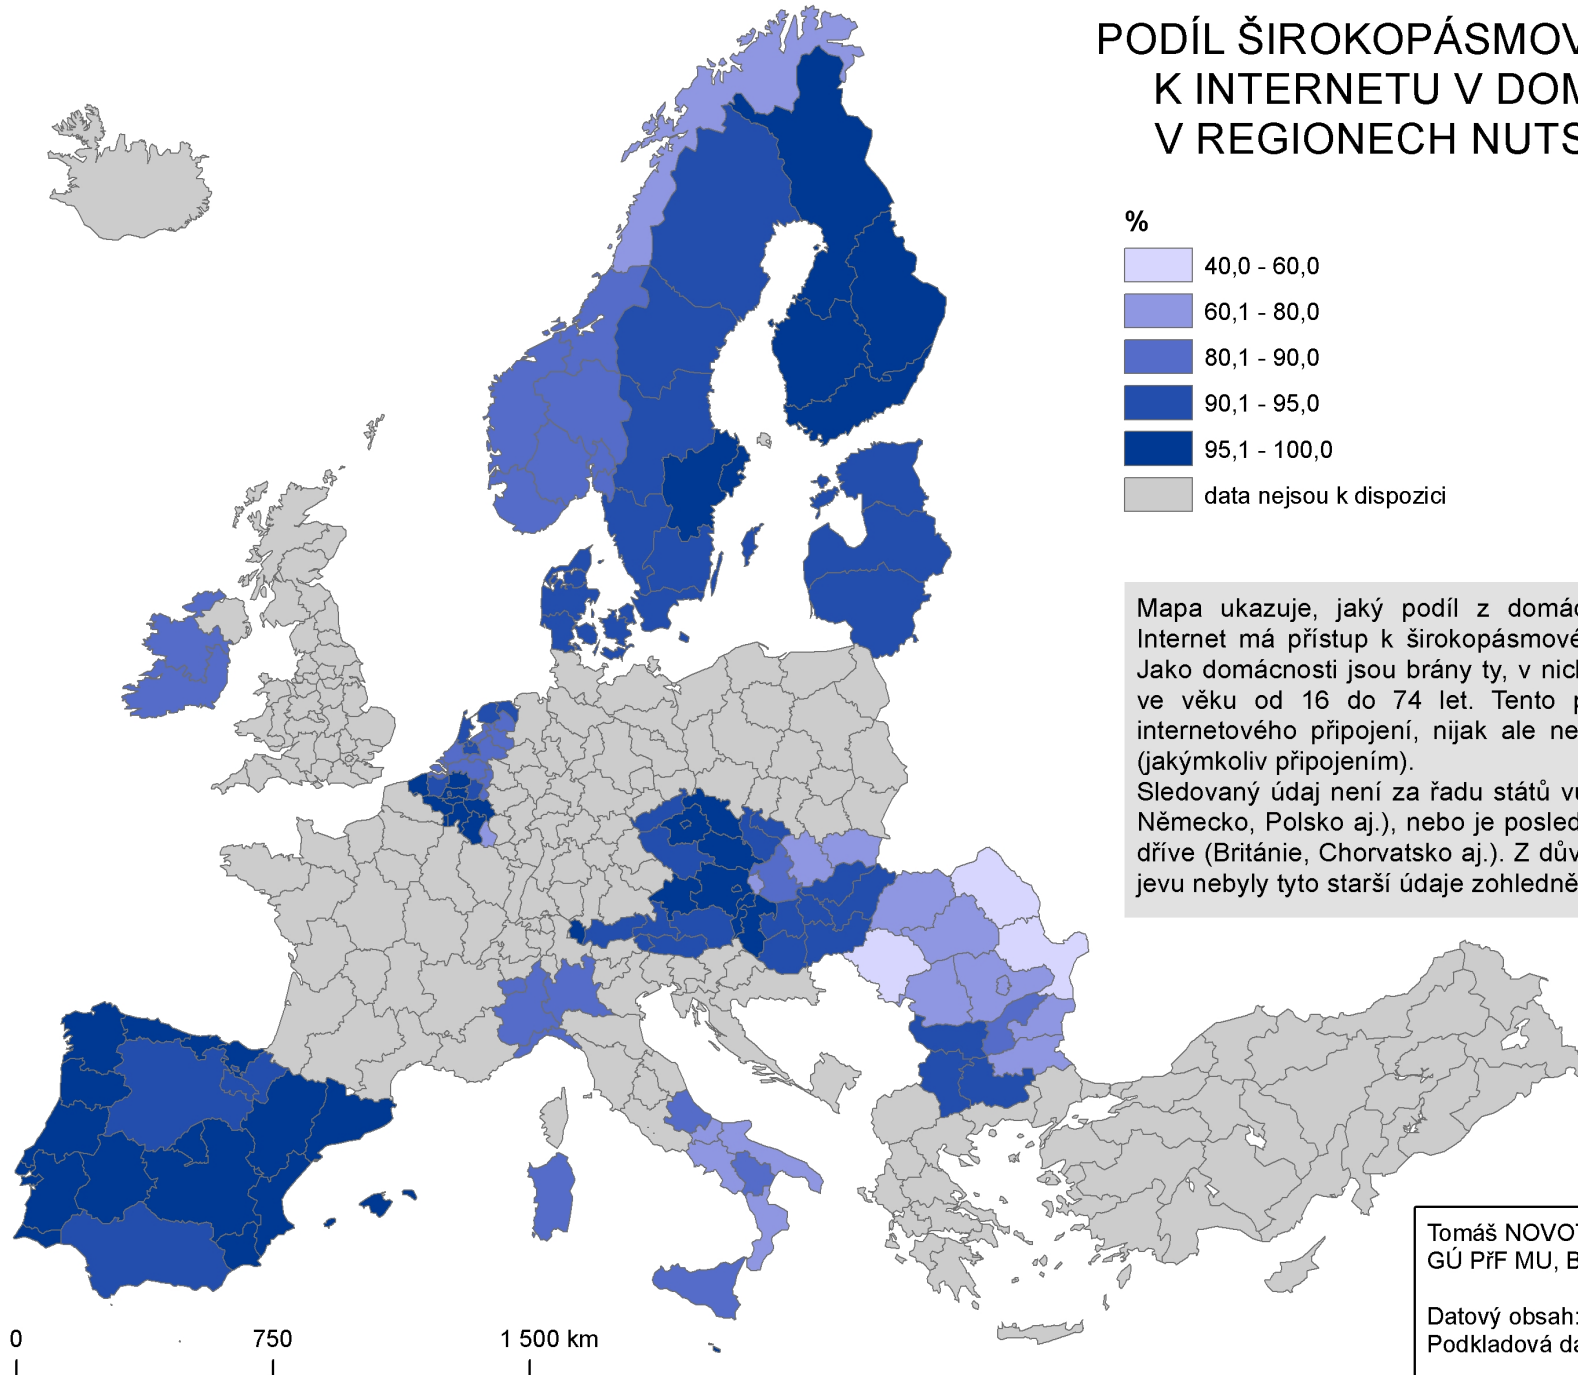 PODÍL ŠIROKOPÁSMOV
K INTERNETU V DOM
V REGIONECH NUTS
%
40,0 - 60,0
60,1 - 80,0
80,1 - 90,0
90,1 - 95,0
95,1 - 100,0
data nejsou k dispozici
Mapa ukazuje, jaký podíl z domác
Internet má přístup k širokopásmové
Jako domácnosti jsou brány ty, v nich
ve věku od 16 do 74 let. Tento p
internetového připojení, nijak ale ne
(jakýmkoliv připojením).
Sledovaný údaj není za řadu států vů
Německo, Polsko aj.), nebo je posled
dříve (Británie, Chorvatsko aj.). Z dův
jevu nebyly tyto starší údaje zohledně
Tomáš NOVOT
GÚ PřF MU, B
Datový obsah:
Podkladová da
0 750 1 500 km